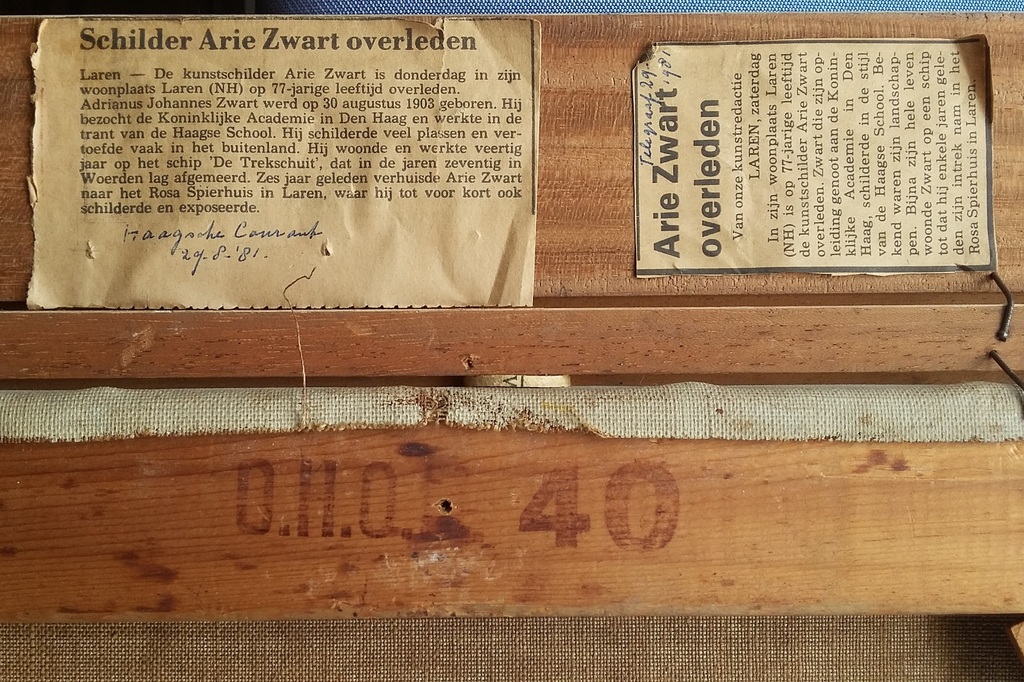 Schilder Arie Zwart overleden
Laren — De kunstschilder Arie Zwart is donderdag in zijn
woonplaats Laren (NH) op 77-jarige leeftijd overleden.
Adrianus Johannes Zwart werd op 30 augustus 1903 geboren. Hij
bezocht de Koninklijke Academie in Den Haag en werkte in de
trant van de Haagse School. Hij schilderde veel plassen en ver-
toefde vaak in het buitenland. Hij woonde en werkte veertig
jaar op het schip 'De Trekschuit', dat in de jaren zeventig in
Woerden lag afgemeerd. Zes jaar geleden verhuisde Arie Zwart
naar het Rosa Spierhuis in Laren, waar hij tot voor kort ook
schilderde en exposeerde.
Haagsche Courant
29-8-'81.
Telegraaf 29-
1981
Arie Zwart
overleden
Van onze kunstredactie
LAREN, zaterdag
In zijn woonplaats Laren
(NH) is op 77-jarige leeftijd
de kunstschilder Arie Zwart
overleden. Zwart die zijn op-
leiding genoot aan de Konin-
klijke Academie in Den
Haag, schilderde in de stijl
van de Haagse School. Be-
kend waren zijn landschap-
pen. Bijna zijn hele leven
woonde Zwart op een schip
tot dat hij enkele jaren gele-
den zijn intrek nam in het
Rosa Spierhuis in Laren.
40